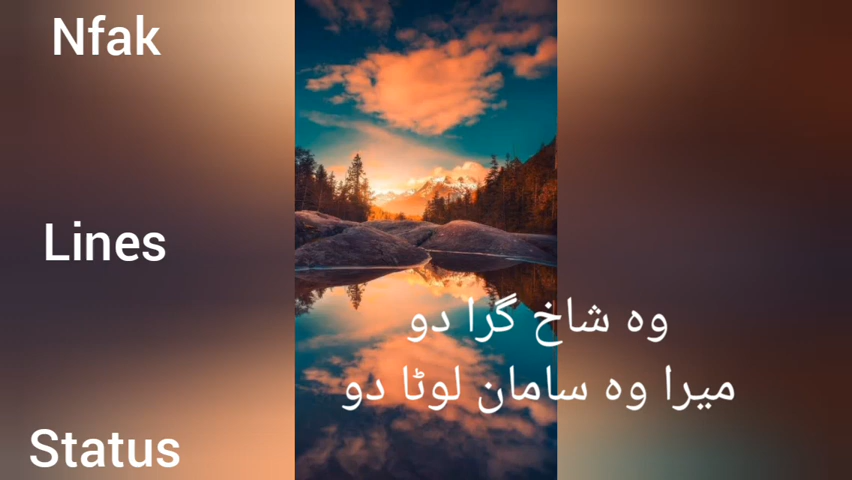 Nfak
Lines
وہ شاخ گرا دو
میرا وہ سامان لوٹا دو
Status